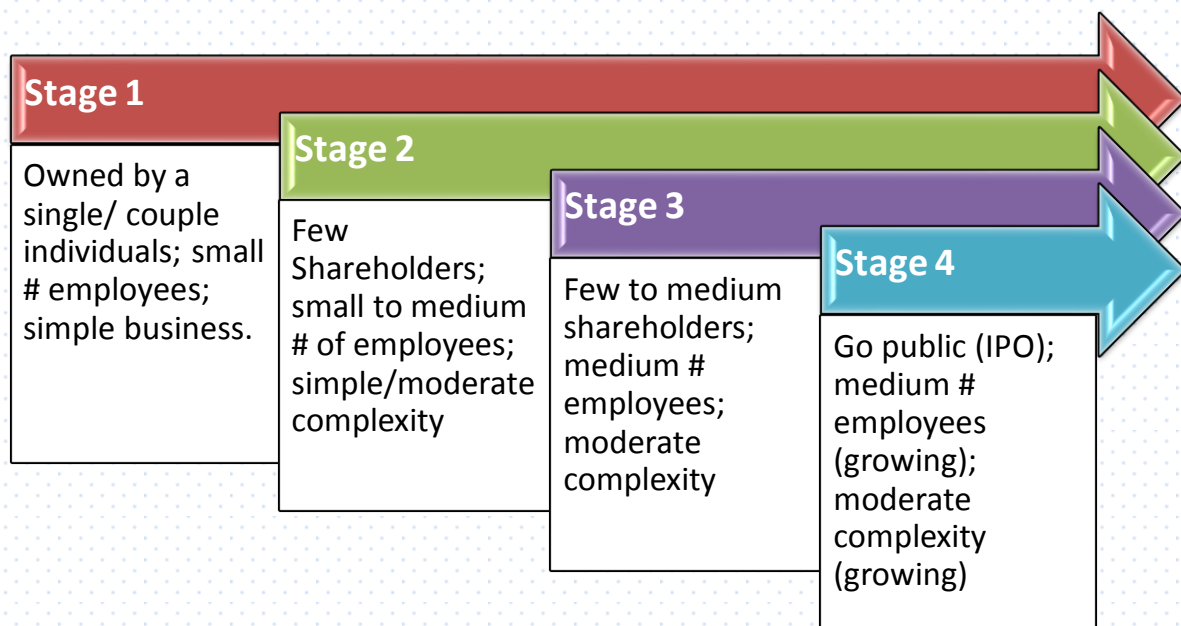 Stage 1
Owned by a
single/ couple
individuals; small
# employees;
simple business.
Stage 2
Few
Shareholders;
small to medium
# of employees;
simple/moderate
complexity
Stage 3
Few to medium
shareholders;
medium #
employees;
moderate
complexity
Stage 4
Go public (IPO);
medium #
employees
(growing);
moderate
complexity
(growing)